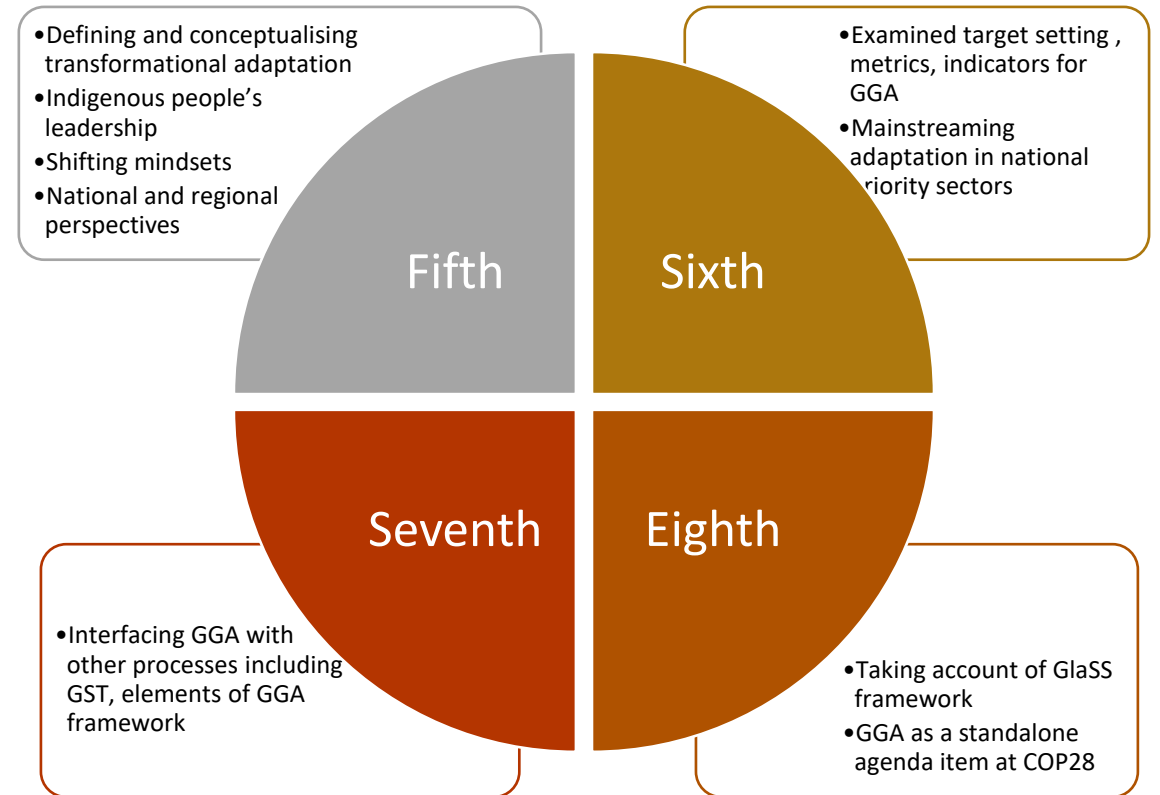 •Defining and conceptualising
transformational adaptation
•Indigenous people’s
leadership
•Shifting mindsets
•National and regional
perspectives
Fifth
•Examined target setting ,
metrics, indicators for
GGA
•Mainstreaming
adaptation in national
riority sectors
Sixth
Seventh
•Interfacing GGA with
other processes including
GST, elements of GGA
framework
Eighth
•Taking account of GlaSS
framework
•GGA as a standalone
agenda item at COP28